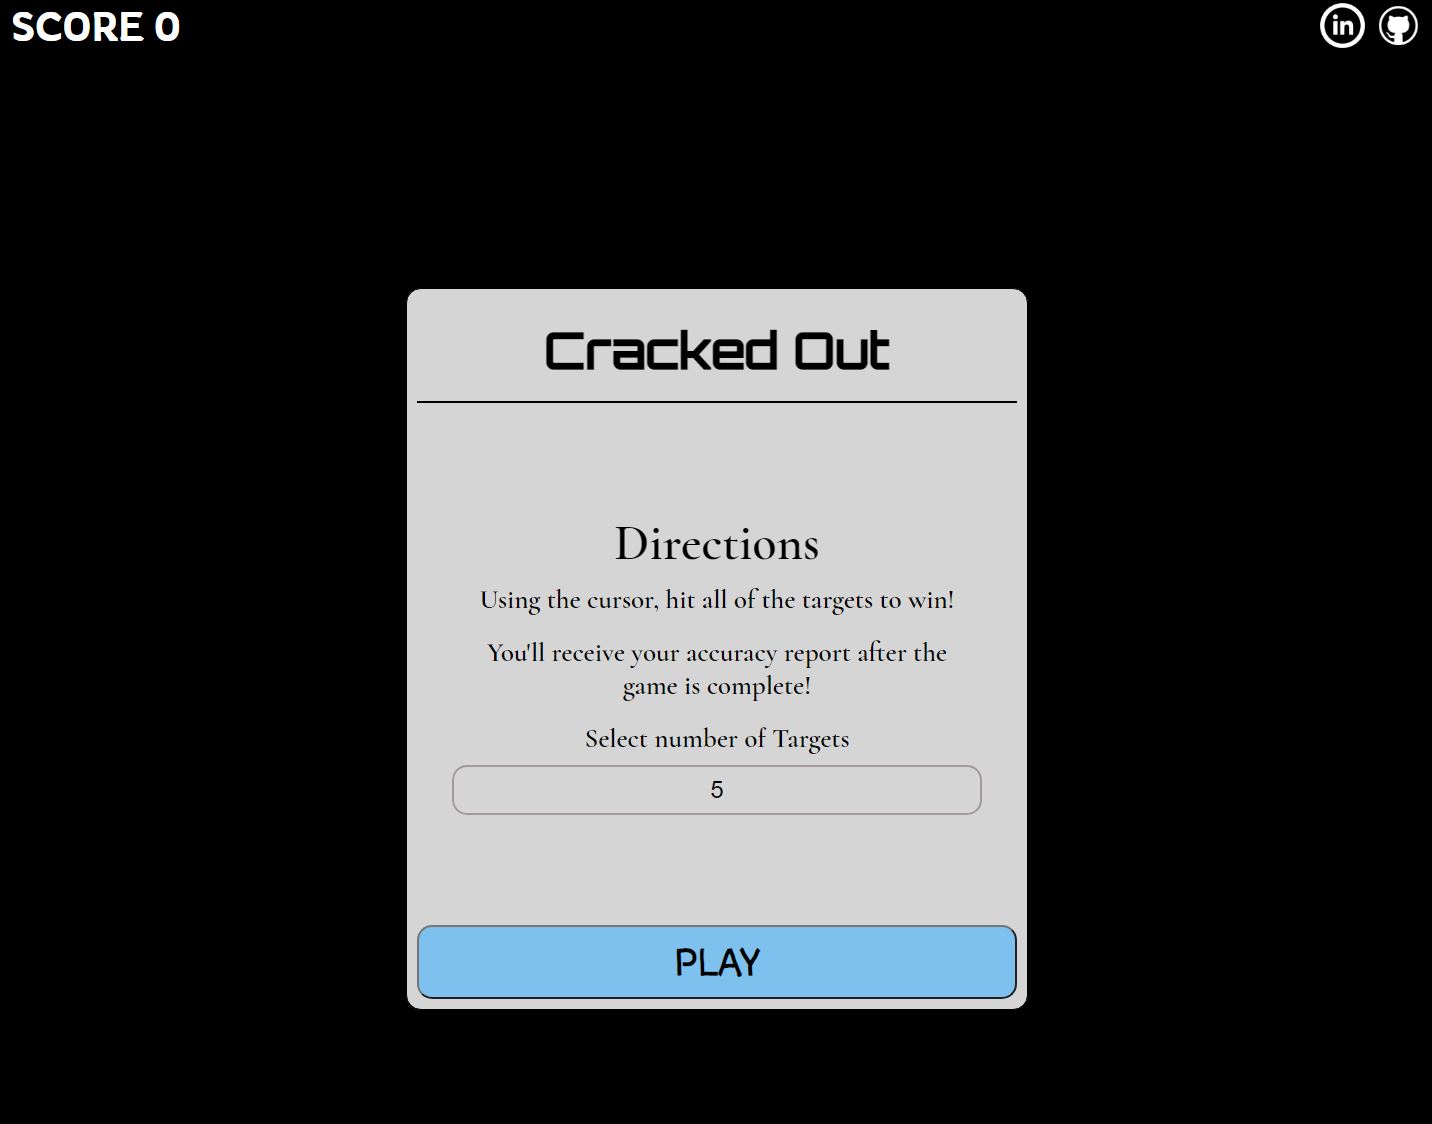 SCORE 0
in
Cracked Out
Directions
Using the cursor, hit all of the targets to win!
You'll receive your accuracy report after the
game is complete!
Select number of Targets
5
PLAY